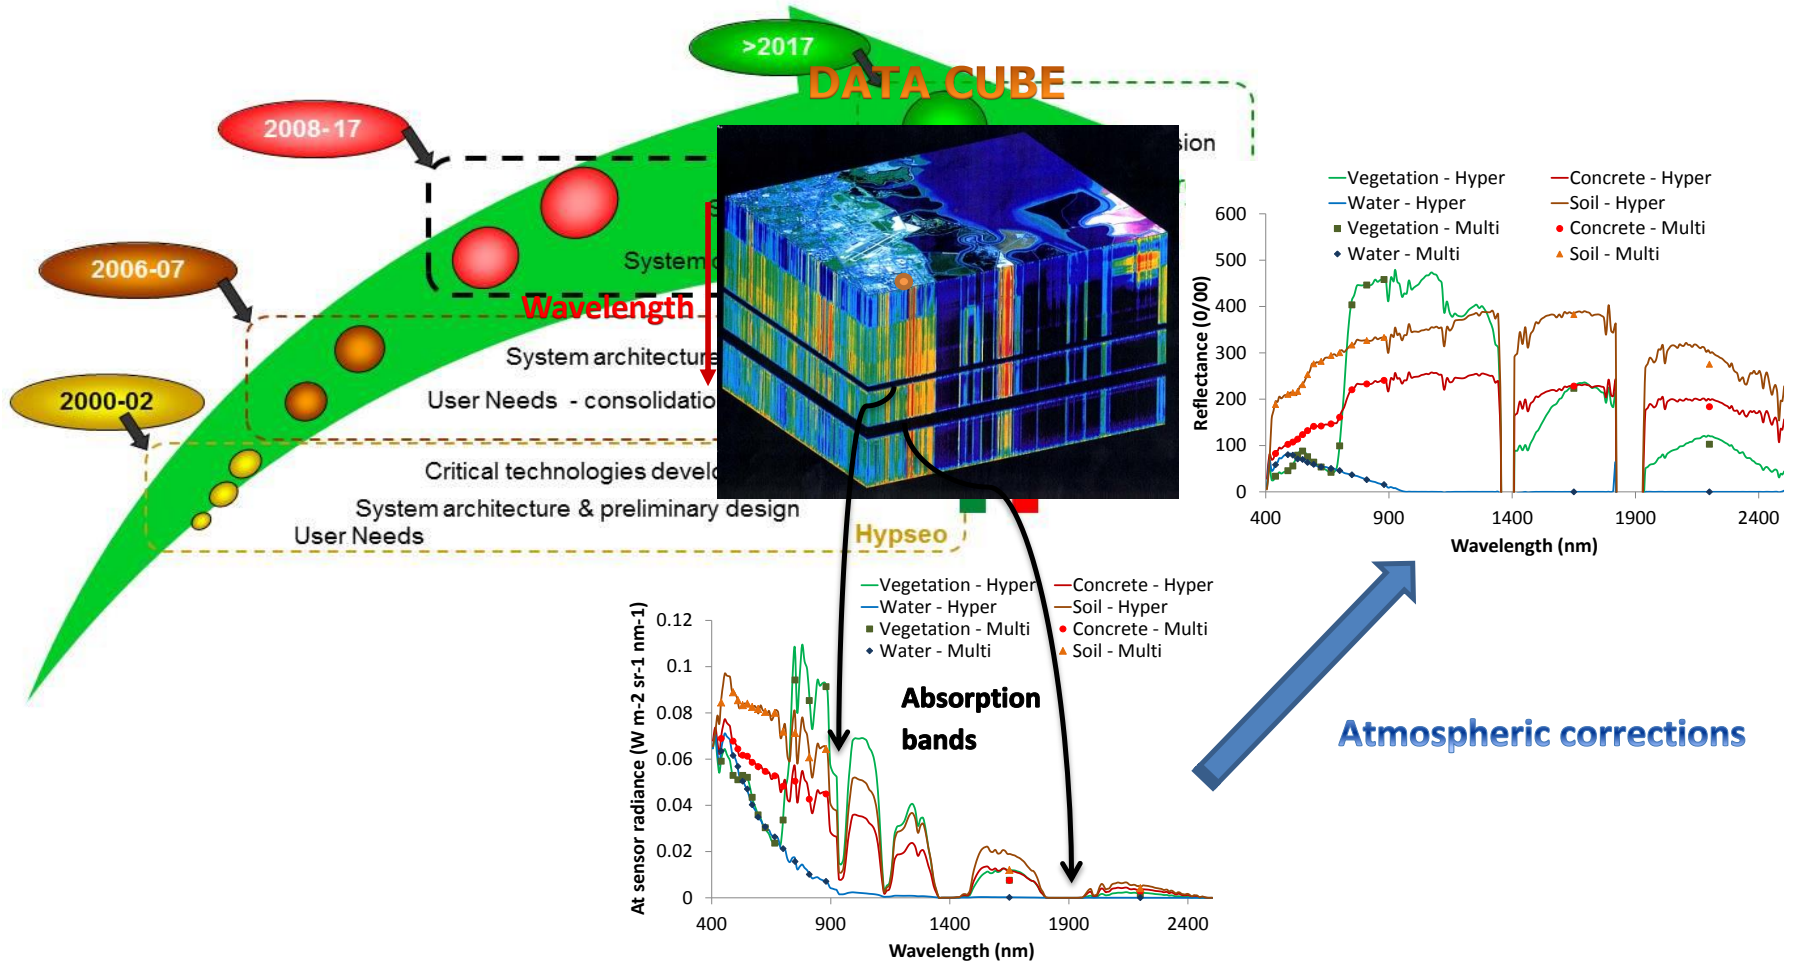 >2017
DATA CUBE
2008-17
sion
System
2006-07
Wavelength
System architecture
2000-02
User Needs - consolidatio
Critical technologies develo
System architecture & preliminary design
User Needs
Hypseo
Vegetation - Hyper
Concrete - Hyper
Water - Hyper
Soil - Hyper
Vegetation - Multi
Concrete - Multi
Water - Multi
Soil - Multi
Reflectance (0/00)
600
500
400
300
200
100
0
400 900 1400 1900 2400
Wavelength (nm)
Vegetation - Hyper
Concrete - Hyper
Water - Hyper
Soil - Hyper
Vegetation - Multi
Concrete - Multi
Water - Multi
Soil - Multi
At sensor radiance (W m-2 sr-1 nm-1)
0.12
0.1
0.08
0.06
0.04
0.02
0
400 900 1400 1900 2400
Wavelength (nm)
Absorption
bands
Atmospheric corrections